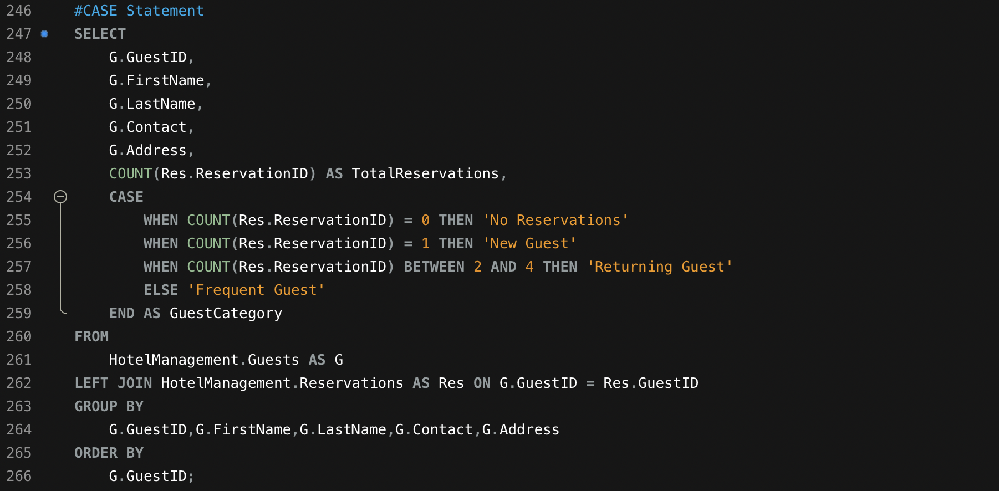 246 #CASE Statement
247 SELECT
248 G.GuestID,
249 G.FirstName,
250 G.LastName,
251 G.Contact,
252 G.Address,
253 COUNT(Res.ReservationID) AS TotalReservations,
254 CASE
255 WHEN COUNT(Res.ReservationID) = 0 THEN 'No Reservations'
256 WHEN COUNT(Res.ReservationID) = 1 THEN 'New Guest'
257 WHEN COUNT(Res.ReservationID) BETWEEN 2 AND 4 THEN 'Returning Guest'
258 ELSE 'Frequent Guest'
259 END AS GuestCategory
260 FROM
261 HotelManagement.Guests AS G
262 LEFT JOIN HotelManagement.Reservations AS Res ON G.GuestID = Res.GuestID
263 GROUP BY
264 G.GuestID,G.FirstName,G.LastName,G.Contact,G.Address
265 ORDER BY
266 G.GuestID;